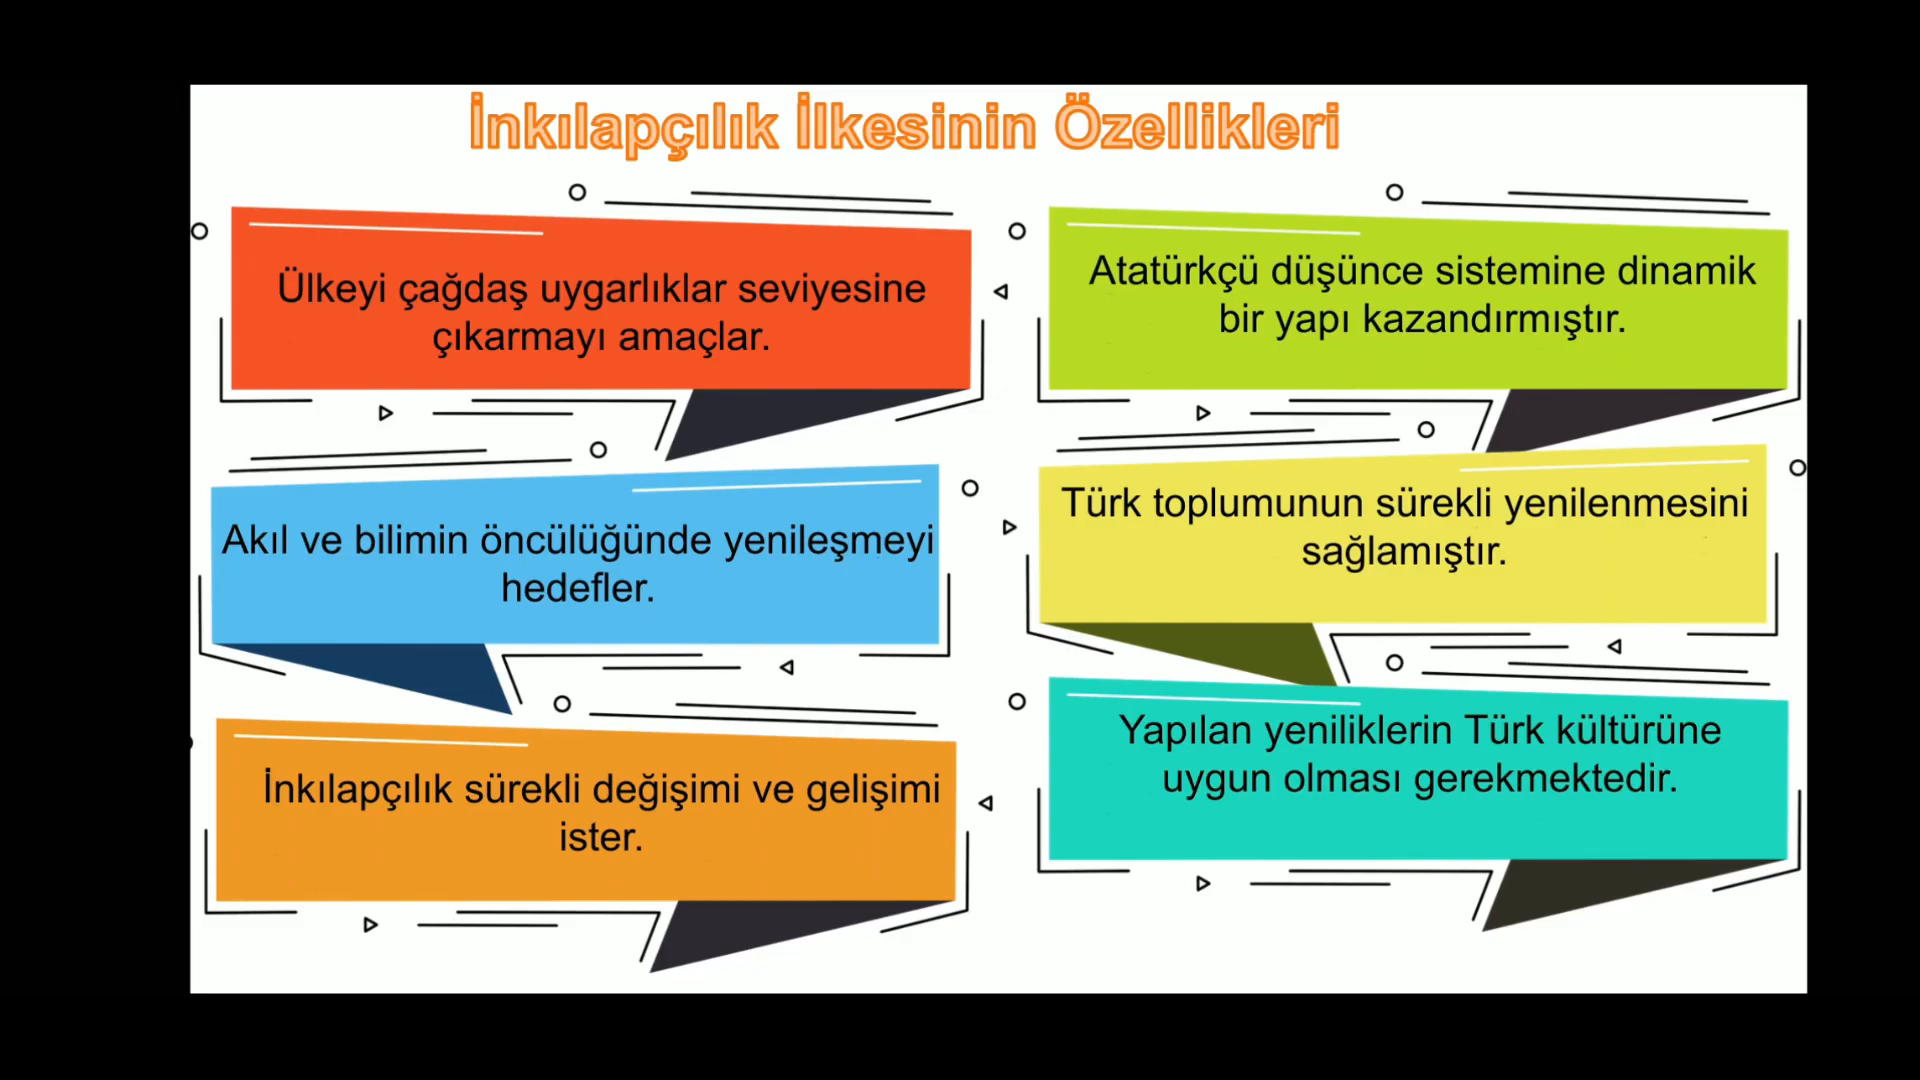 İnkılapçılık İlkesinin Özellikleri
Ülkeyi çağdaş uygarlıklar seviyesine
çıkarmayı amaçlar.
Akıl ve bilimin öncülüğünde yenileşmeyi
hedefler.
İnkılapçılık sürekli değişimi ve gelişimi
ister.
Atatürkçü düşünce sistemine dinamik
bir yapı kazandırmıştır.
Türk toplumunun sürekli yenilenmesini
sağlamıştır.
Yapılan yeniliklerin Türk kültürüne
uygun olması gerekmektedir.